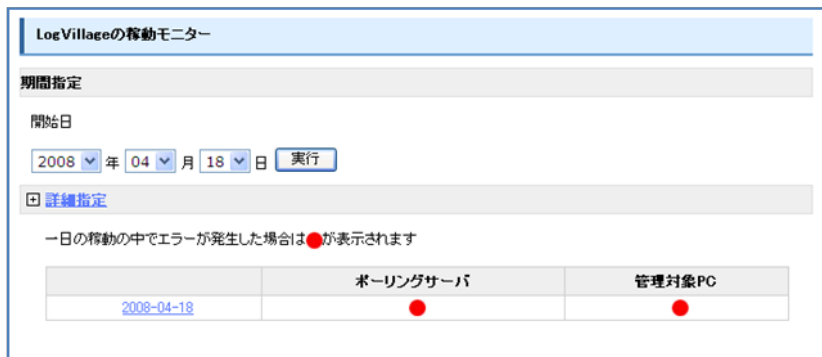 LogVillageの稼動モニター
期間指定
開始日
2008 年 04 月 18 日 実行
詳細指定
一日の稼動の中でエラーが発生した場合は●が表示されます
ポーリングサーバ 管理対象PC
2008-04-18 ● ●